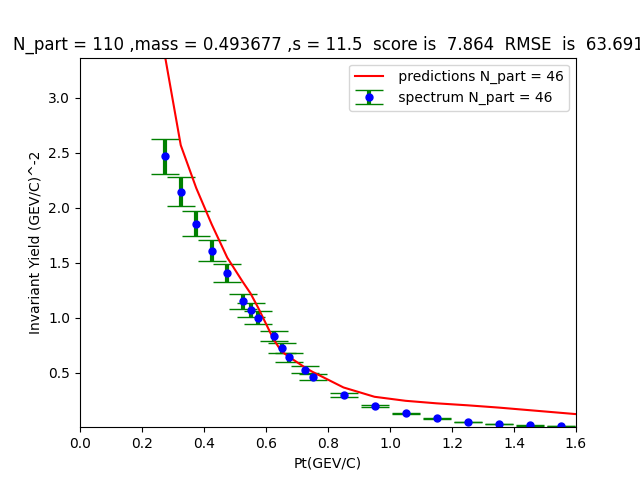 N_part = 110 ,mass = 0.493677 ,s = 11.5  score is  7.864  RMSE  is  63.691
predictions N_part = 46
spectrum N_part = 46
Invariant Yield (GEV/C)^-2
3.0
2.5
2.0
1.5
1.0
0.5
0.0 0.2 0.4 0.6 0.8 1.0 1.2 1.4 1.6
Pt(GEV/C)